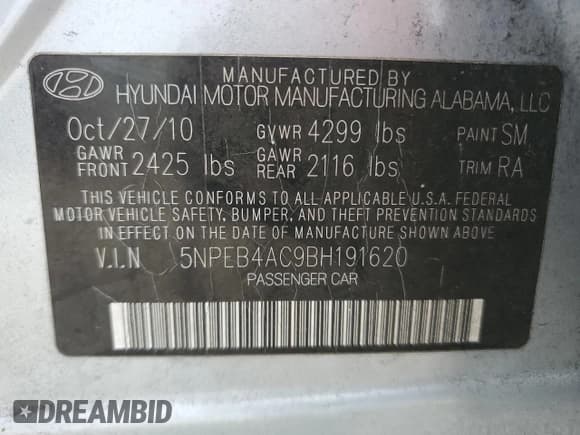 MANUFACTURED BY
HYUNDAI MOTOR MANUFACTURING ALABAMA, LLC
Oct/27/10 GVWR 4299 lbs PAINT SM
GAWR FRONT 2425 lbs GAWR REAR 2116 lbs TRIM RA
THIS VEHICLE CONFORMS TO ALL APPLICABLE U.S.A. FEDERAL
MOTOR VEHICLE SAFETY, BUMPER, AND THEFT PREVENTION
STANDARDS IN EFFECT ON THE DATE OF MANUFACTURE SHOWN ABOVE.
V.I.N 5NPEB4AC9BH191620
PASSENGER CAR
DREAMBID